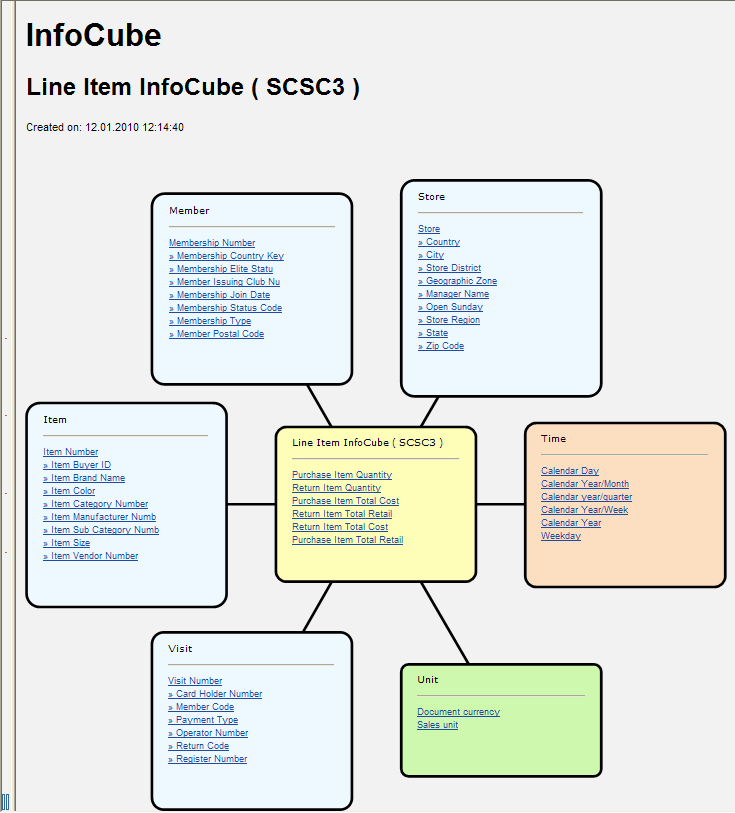 InfoCube
Line Item InfoCube ( SCSC3 )
Created on: 12.01.2010 12:14:40
Member
Membership Number
» Membership Country Key
» Membership Elite Statu
» Member Issuing Club Nu
» Membership Join Date
» Membership Status Code
» Membership Type
» Member Postal Code
Store
Store
» Country
» City
» Store District
» Geographic Zone
» Manager Name
» Open Sunday
» Store Region
» State
» Zip Code
Item
Item Number
» Item Buyer ID
» Item Brand Name
» Item Color
» Item Category Number
» Item Manufacturer Numb
» Item Sub Category Numb
» Item Size
» Item Vendor Number
Line Item InfoCube ( SCSC3 )
Purchase Item Quantity
Return Item Quantity
Purchase Item Total Cost
Return Item Total Retail
Return Item Total Cost
Purchase Item Total Retail
Time
Calendar Day
Calendar Year/Month
Calendar year/quarter
Calendar Year/Week
Calendar Year
Weekday
Visit
Visit Number
» Card Holder Number
» Member Code
» Payment Type
» Operator Number
» Return Code
» Register Number
Unit
Document currency
Sales unit